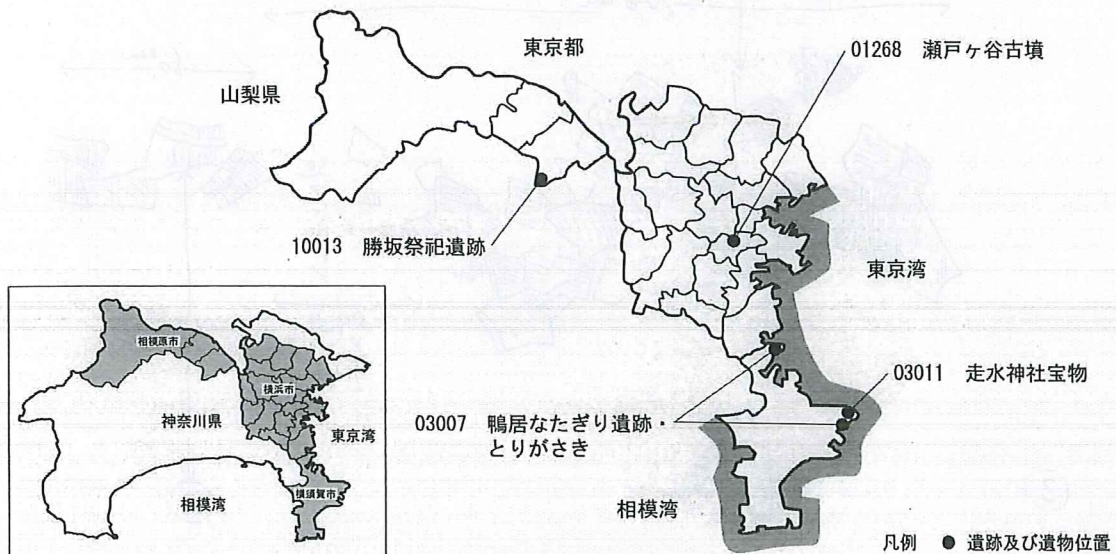 東京都
01268 瀬戸ヶ谷古墳
山梨県
10013 勝坂祭祀遺跡
東京湾
03011 走水神社宝物
03007 鴨居なたぎり遺跡・
とりがさき
相模湾
凡例 ● 遺跡及び遺物位置
相模原市
横浜市
神奈川県
東京湾
横須賀市
相模湾